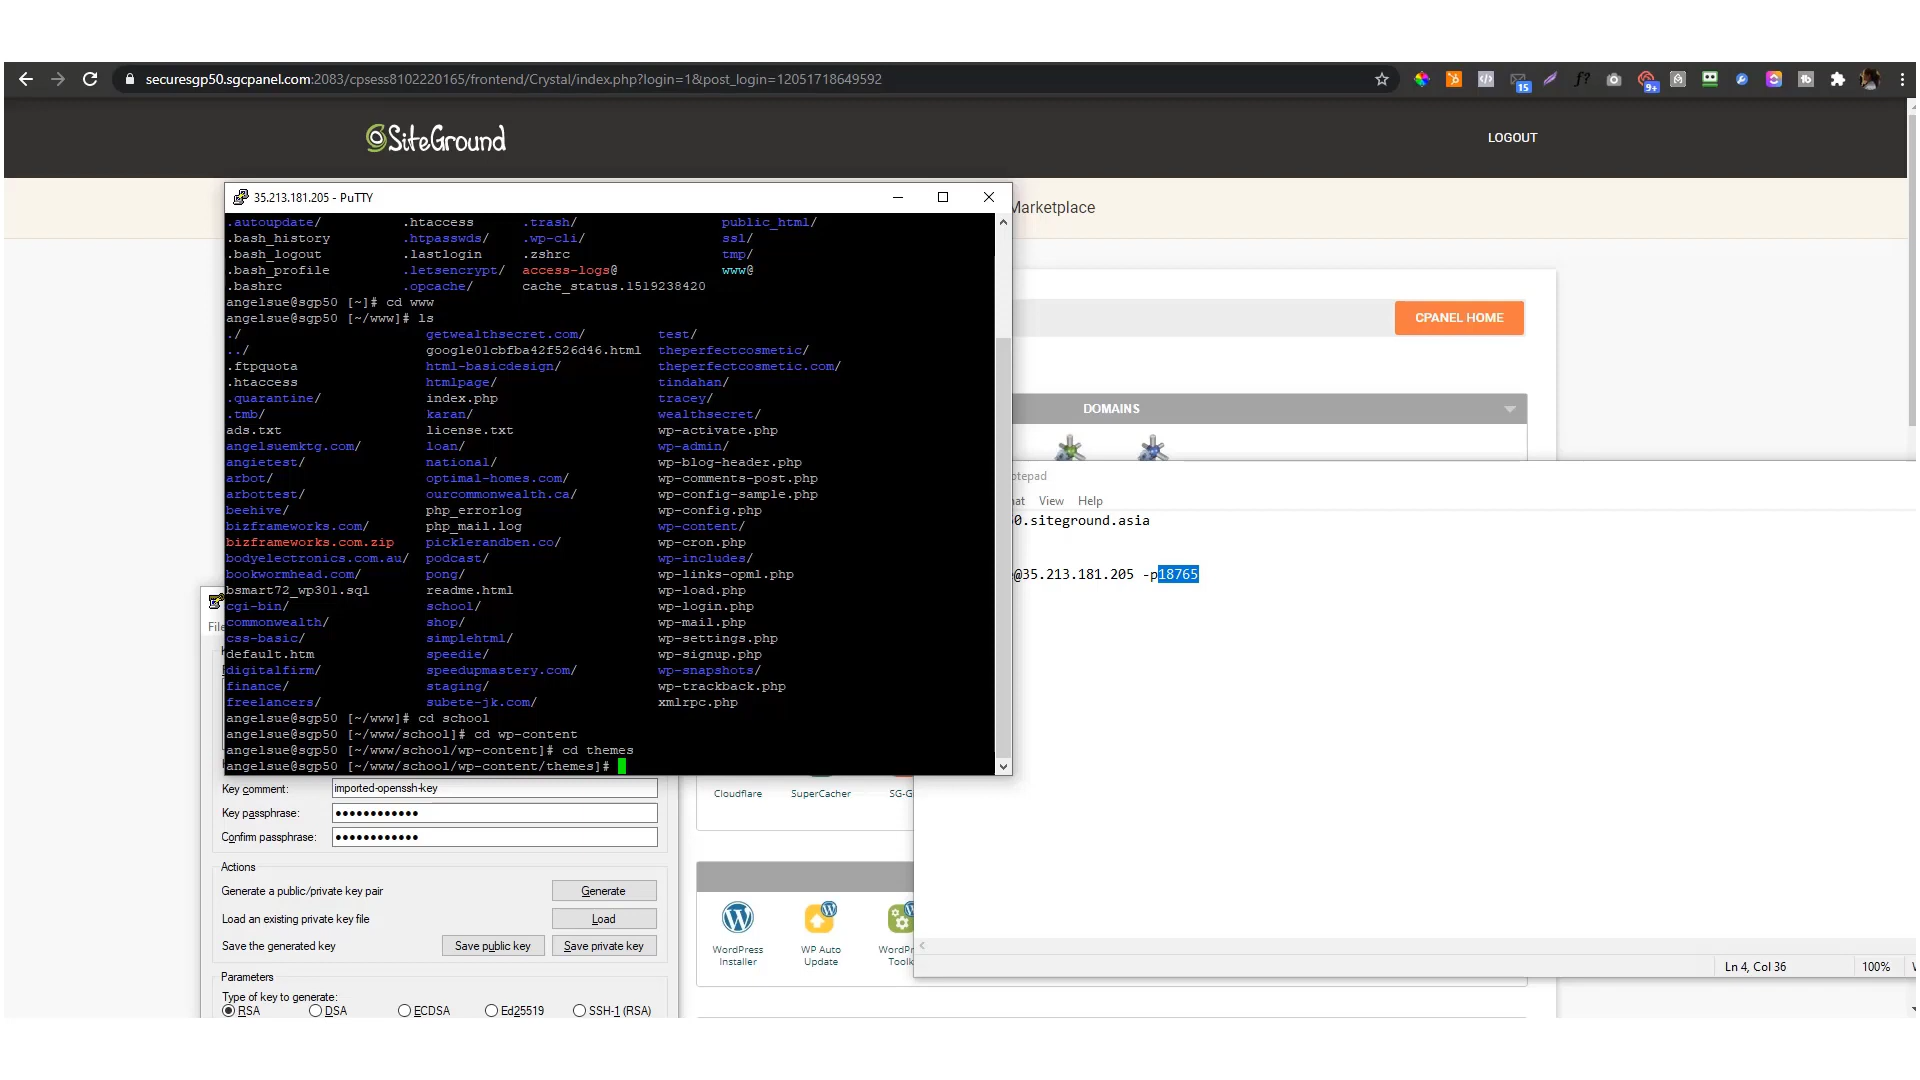 securesgp50.sgcpanel.com:2083/cpsess8102220165/frontend/Crystal/index.php?login=1&post_login=12051718649592
15
9+
SiteGround
LOGOUT
35.213.181.205 - PuTTY
Marketplace
.autoupdate/ .htaccess .trash/ public_html/
.bash_history .htpasswds/ .wp-cli/ ssl/
.bash_logout .lastlogin .zshrc tmp/
.bash_profile .letsencrypt/ access-logs@ www@
.bashrc .opcache/ cache_status.1519238420
angelsue@sgp50 [~]# cd www
angelsue@sgp50 [~/www]# ls
./ getwealthsecret.com/ test/
../ google01cbfba42f526d46.html theperfectcosmetic/
.ftpquota html-basicdesign/ theperfectcosmetic.com/
.htaccess htmlpage/ tindahan/
.quarantine/ index.php tracey/
.tmb/ karan/ wealthsecret/
ads.txt license.txt wp-activate.php
angelsuemktg.com/ loan/ wp-admin/
angietest/ national/ wp-blog-header.php
arbot/ optimal-homes.com/ wp-comments-post.php
arbottest/ ourcommonwealth.ca/ wp-config-sample.php
beehive/ php_errorlog wp-config.php
bizframeworks.com/ php_mail.log wp-content/
bizframeworks.com.zip picklerandben.co/ wp-cron.php
bodyelectronics.com.au/ podcast/ wp-includes/
bookwormhead.com/ pong/ wp-links-opml.php
bsmart72_wp301.sql readme.html wp-load.php
cgi-bin/ school/ wp-login.php
commonwealth/ shop/ wp-mail.php
css-basic/ simplehtml/ wp-settings.php
default.htm speedie/ wp-signup.php
digitalfirm/ speedupmastery.com/ wp-snapshots/
finance/ staging/ wp-trackback.php
freelancers/ subete-jk.com/ xmlrpc.php
angelsue@sgp50 [~/www]# cd school
angelsue@sgp50 [~/www/school]# cd wp-content
angelsue@sgp50 [~/www/school/wp-content]# cd themes
angelsue@sgp50 [~/www/school/wp-content/themes]#
CPANEL HOME
DOMAINS
otepad
View Help
0.siteground.asia
@35.213.181.205 -p18765
Ln 4, Col 36 100%
File
Key comment: imported-openssh-key
Key passphrase:
Confirm passphrase:
Actions
Generate a public/private key pair Generate
Load an existing private key file Load
Save the generated key Save public key Save private key
Parameters
Type of key to generate:
RSA DSA ECDSA Ed25519 SSH-1 (RSA)
Cloudflare SuperCacher SG-G
WordPress Installer
WP Auto Update
WordPr Toolk